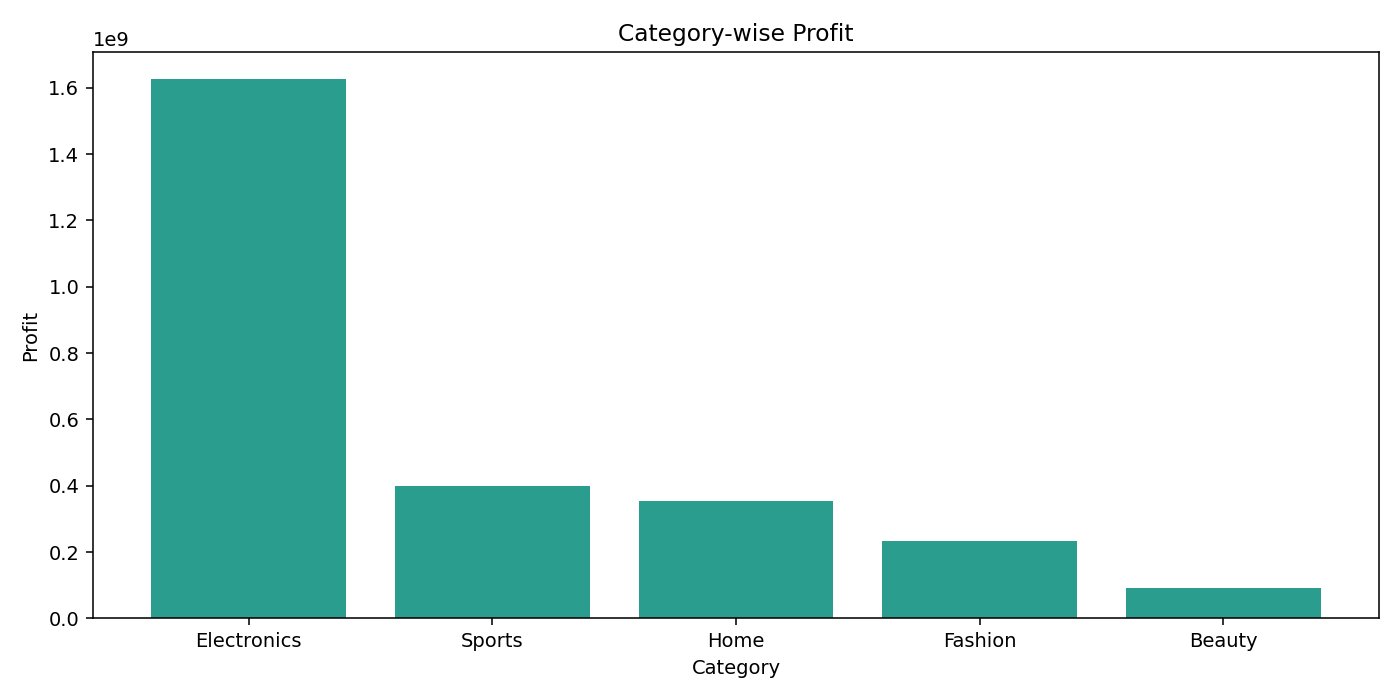 Category-wise Profit
1e9
1.6
1.4
1.2
1.0
0.8
0.6
0.4
0.2
0.0
Profit
Electronics Sports Home Fashion Beauty
Category